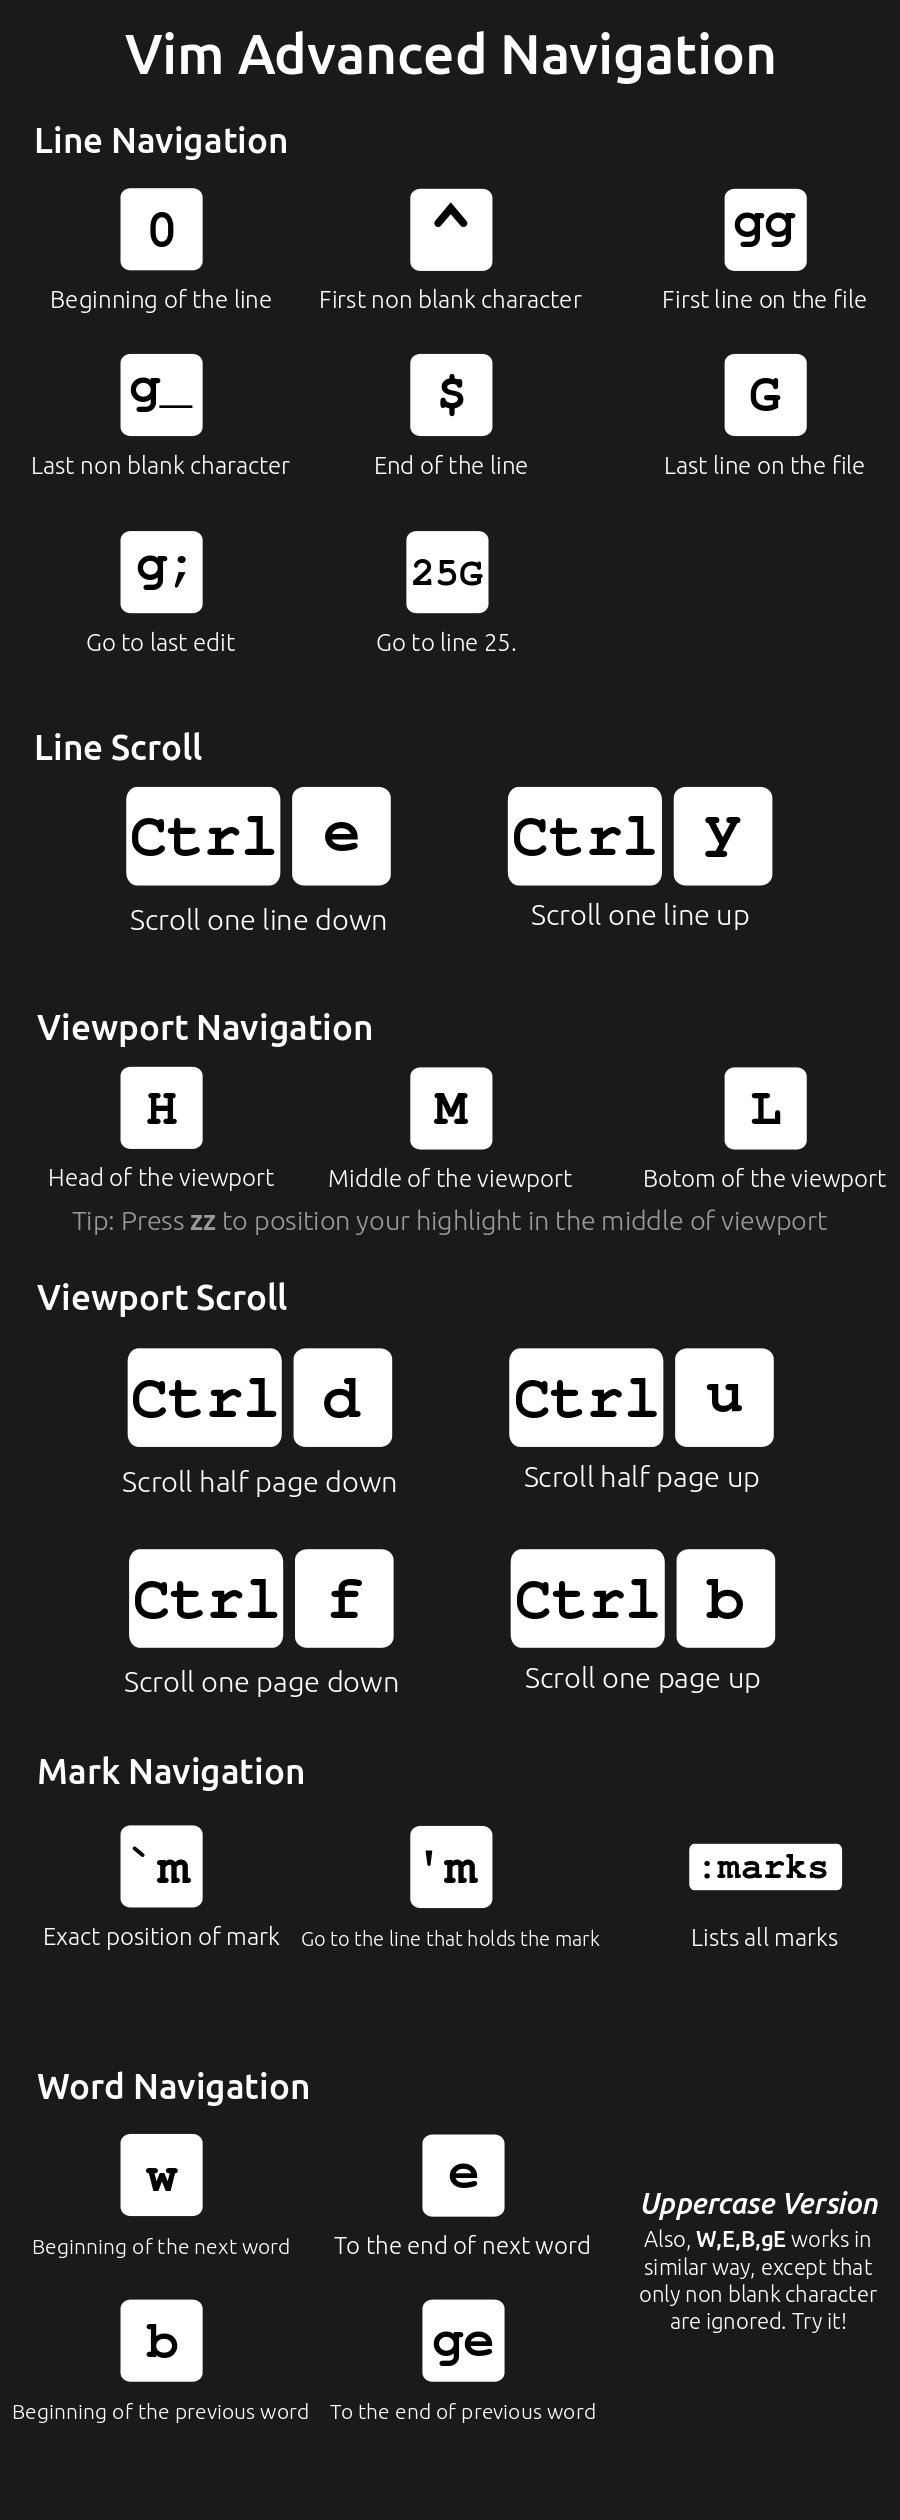 Vim Advanced Navigation
Line Navigation
0
^
gg
Beginning of the line
First non blank character
First line on the file
g_
$
G
Last non blank character
End of the line
Last line on the file
g;
25G
Go to last edit
Go to line 25.
Line Scroll
Ctrl e
Ctrl y
Scroll one line down
Scroll one line up
Viewport Navigation
H
M
L
Head of the viewport
Middle of the viewport
Botom of the viewport
Tip: Press zz to position your highlight in the middle of viewport
Viewport Scroll
Ctrl d
Ctrl u
Scroll half page down
Scroll half page up
Ctrl f
Ctrl b
Scroll one page down
Scroll one page up
Mark Navigation
`m
'm
:marks
Exact position of mark
Go to the line that holds the mark
Lists all marks
Word Navigation
w
e
Beginning of the next word
To the end of next word
b
ge
Beginning of the previous word
To the end of previous word
Uppercase Version
Also, W,E,B,gE works in
similar way, except that
only non blank character
are ignored. Try it!